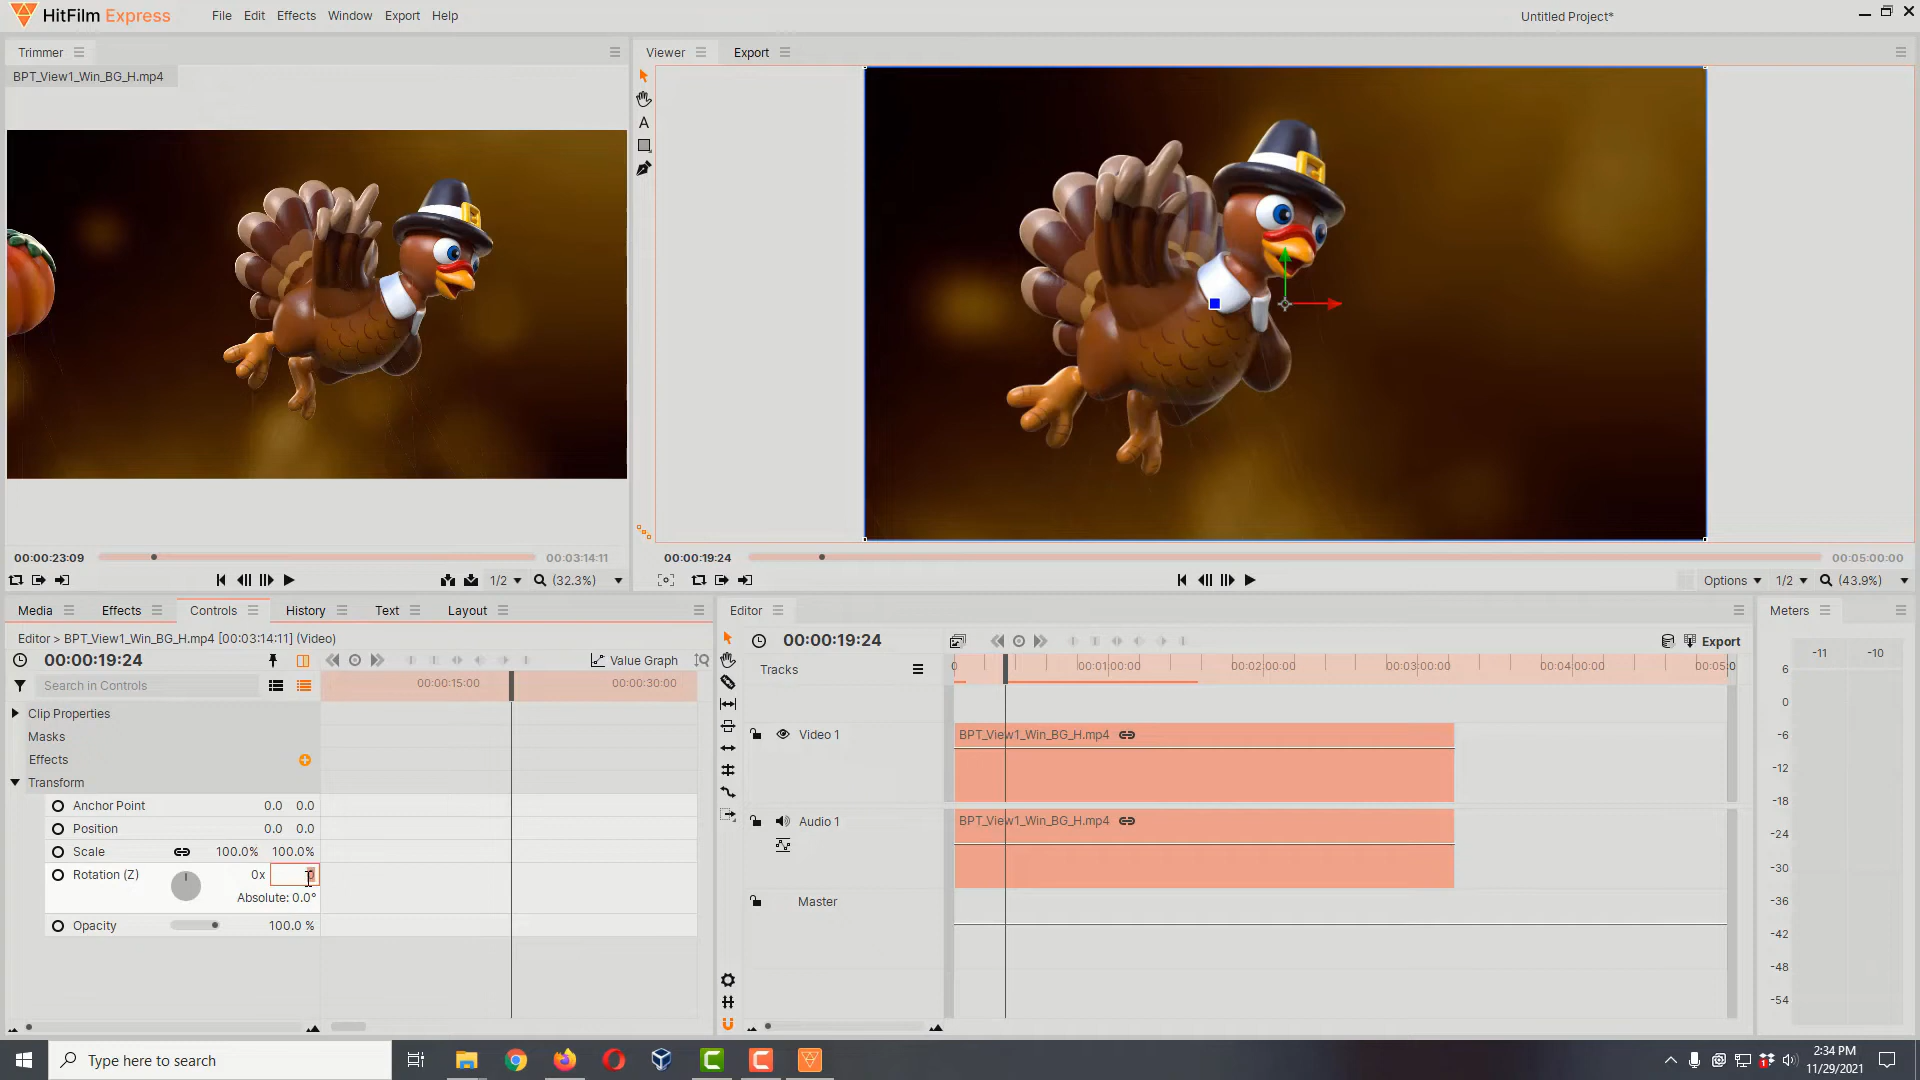 HitFilm Express
File Edit Effects Window Export Help
Untitled Project*
Trimmer
BPT_View1_Win_BG_H.mp4
Viewer Export
00:00:23:09
00:03:14:11
1/2 (32.3%)
00:00:19:24
00:05:00:00
Options 1/2 (43.9%)
Media Effects Controls History Text Layout
Editor > BPT_View1_Win_BG_H.mp4 [00:03:14:11] (Video)
00:00:19:24
Value Graph
Search in Controls
00:00:15:00 00:00:30:00
Clip Properties
Masks
Effects
Transform
Anchor Point 0.0 0.0
Position 0.0 0.0
Scale 100.0% 100.0%
Rotation (Z) 0x 0
Absolute: 0.0°
Opacity 100.0 %
Editor
00:00:19:24
Export
Tracks
0 00:01:00:00 00:02:00:00 00:03:00:00 00:04:00:00 00:05:0
Video 1
BPT_View1_Win_BG_H.mp4
Audio 1
BPT_View1_Win_BG_H.mp4
Master
Meters
-11 -10
6
0
-6
-12
-18
-24
-30
-36
-42
-48
-54
Type here to search
2:34 PM
11/29/2021